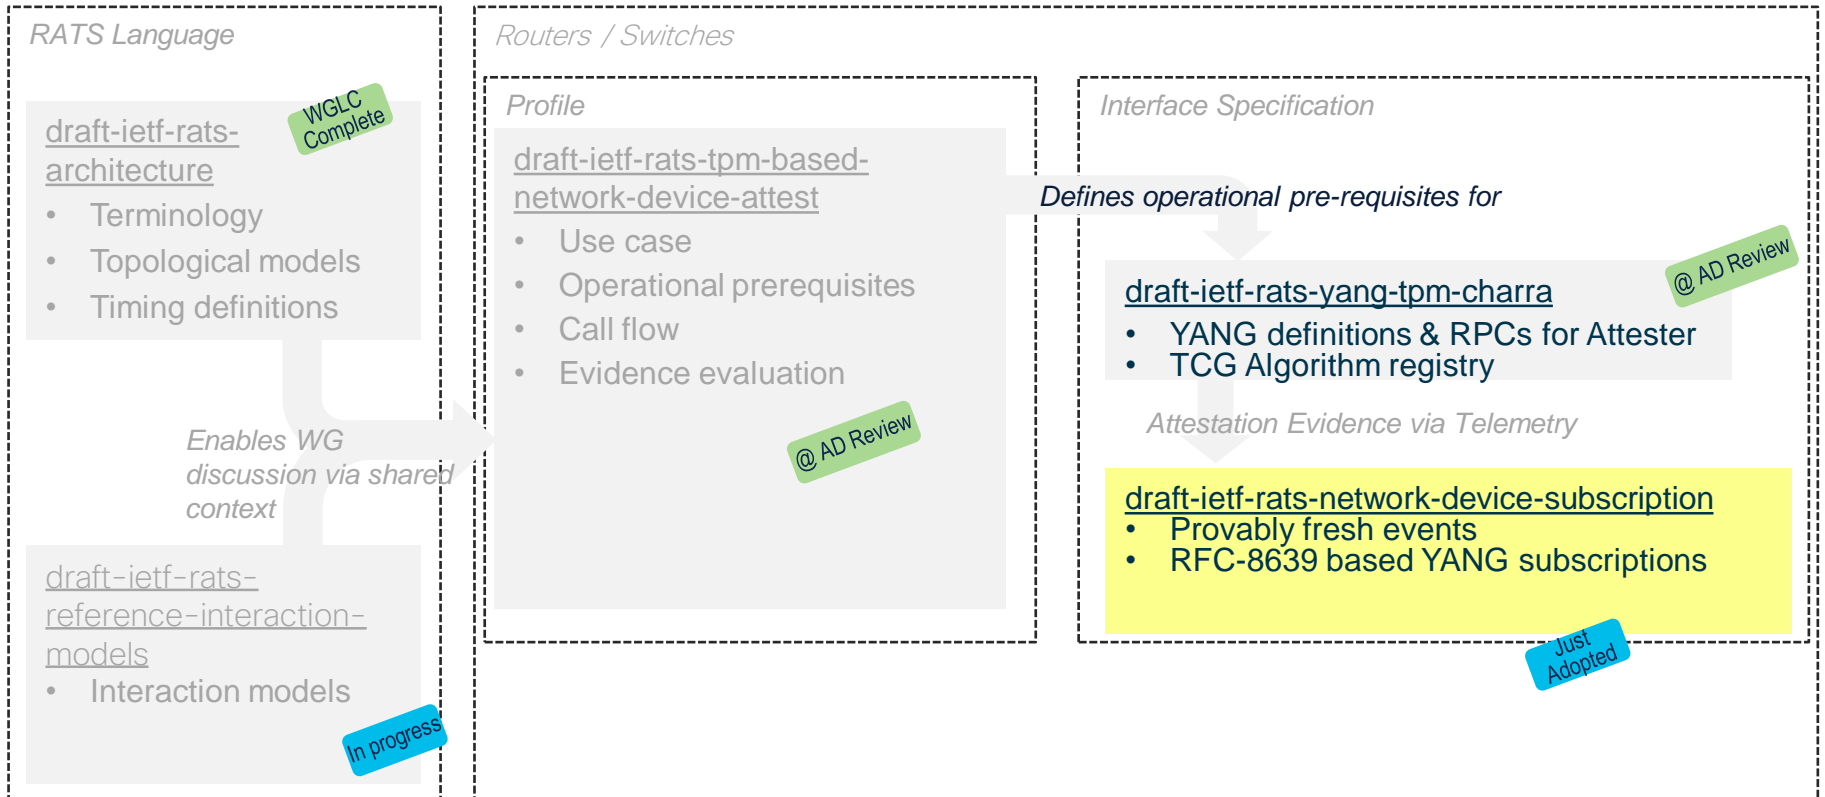 RATS Language
WGLC
Complete
draft-ietf-rats-
architecture
• Terminology
• Topological models
• Timing definitions
Enables WG
discussion via shared
context
draft-ietf-rats-
reference-interaction-
models
• Interaction models
In progress
Routers / Switches
Profile
draft-ietf-rats-tpm-based-
network-device-attest
• Use case
• Operational prerequisites
• Call flow
• Evidence evaluation
@ AD Review
Defines operational pre-requisites for
Interface Specification
@ AD Review
draft-ietf-rats-yang-tpm-charra
• YANG definitions & RPCs for Attester
• TCG Algorithm registry
Attestation Evidence via Telemetry
draft-ietf-rats-network-device-subscription
• Provably fresh events
• RFC-8639 based YANG subscriptions
Just
Adopted